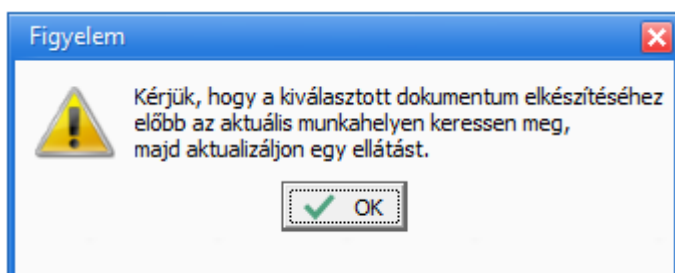 Figyelem
Kérjük, hogy a kiválasztott dokumentum elkészítéséhez
előbb az aktuális munkahelyen keressen meg,
majd aktualizáljon egy ellátást.
OK